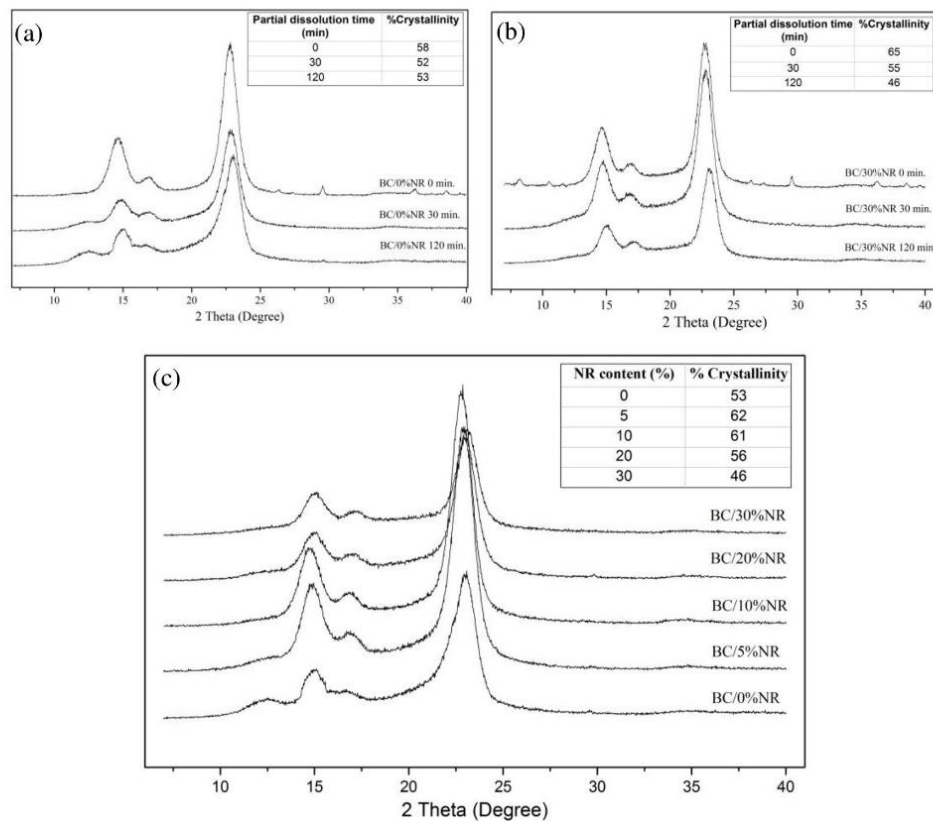 (a)
Partial dissolution time (min) %Crystallinity
0 58
30 52
120 53
BC/0%NR 0 min.
BC/0%NR 30 min.
BC/0%NR 120 min.
10 15 20 25 30 35 40
2 Theta (Degree)
(b)
Partial dissolution time (min) %Crystallinity
0 65
30 55
120 46
BC/30%NR 0 min.
BC/30%NR 30 min.
BC/30%NR 120 min.
10 15 20 25 30 35 40
2 Theta (Degree)
(c)
NR content (%) % Crystallinity
0 53
5 62
10 61
20 56
30 46
BC/30%NR
BC/20%NR
BC/10%NR
BC/5%NR
BC/0%NR
10 15 20 25 30 35 40
2 Theta (Degree)